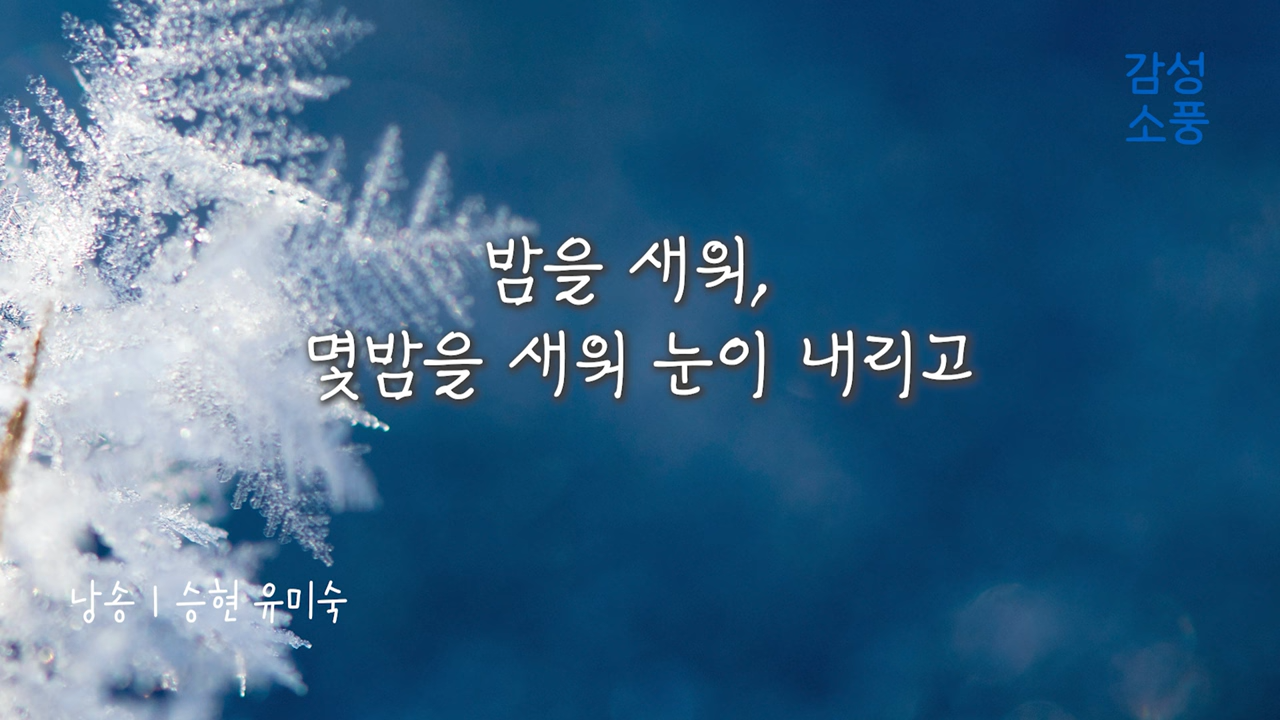 감성
소풍
밤을 새워,
몇밤을 새워 눈이 내리고
낭송 | 승현 유미숙